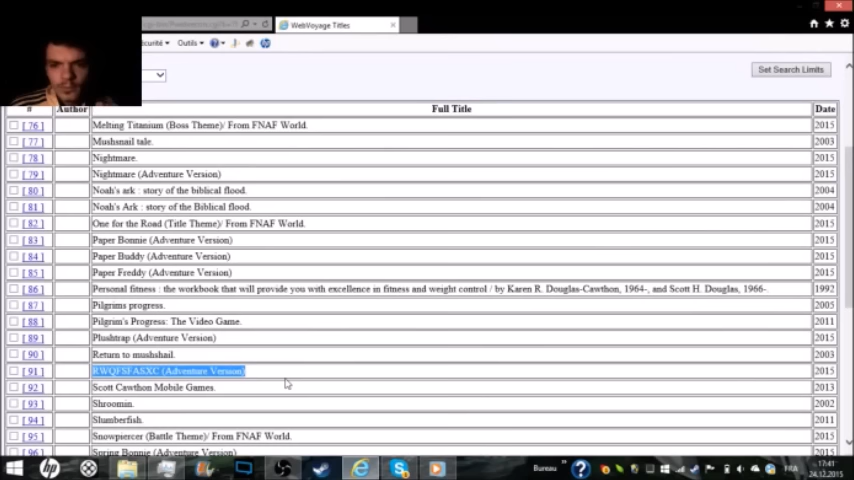 WebVoyage Titles
Outils
Set Search Limits
# Author Full Title Date
[ 76 ] Melting Titanium (Boss Theme)/ From FNAF World. 2015
[ 77 ] Mushsnail tale. 2003
[ 78 ] Nightmare. 2015
[ 79 ] Nightmare (Adventure Version) 2015
[ 80 ] Noah's ark : story of the biblical flood. 2004
[ 81 ] Noah's Ark : story of the Biblical flood. 2004
[ 82 ] One for the Road (Title Theme)/ From FNAF World. 2015
[ 83 ] Paper Bonnie (Adventure Version) 2015
[ 84 ] Paper Buddy (Adventure Version) 2015
[ 85 ] Paper Freddy (Adventure Version) 2015
[ 86 ] Personal fitness : the workbook that will provide you with excellence in fitness and weight control / by Karen R. Douglas-Cawthon, 1964-, and Scott H. Douglas, 1966- 1992
[ 87 ] Pilgrims progress. 2005
[ 88 ] Pilgrim's Progress: The Video Game. 2011
[ 89 ] Plushtrap (Adventure Version) 2015
[ 90 ] Return to mushshail. 2003
[ 91 ] RWQFSFASXC (Adventure Version) 2015
[ 92 ] Scott Cawthon Mobile Games. 2013
[ 93 ] Shroomin. 2002
[ 94 ] Slumberfish. 2011
[ 95 ] Snowpiercer (Battle Theme)/ From FNAF World. 2015
[ 96 ] Spring Bonnie (Adventure Version) 2015
Bureau FR 17:41
24.12.2015